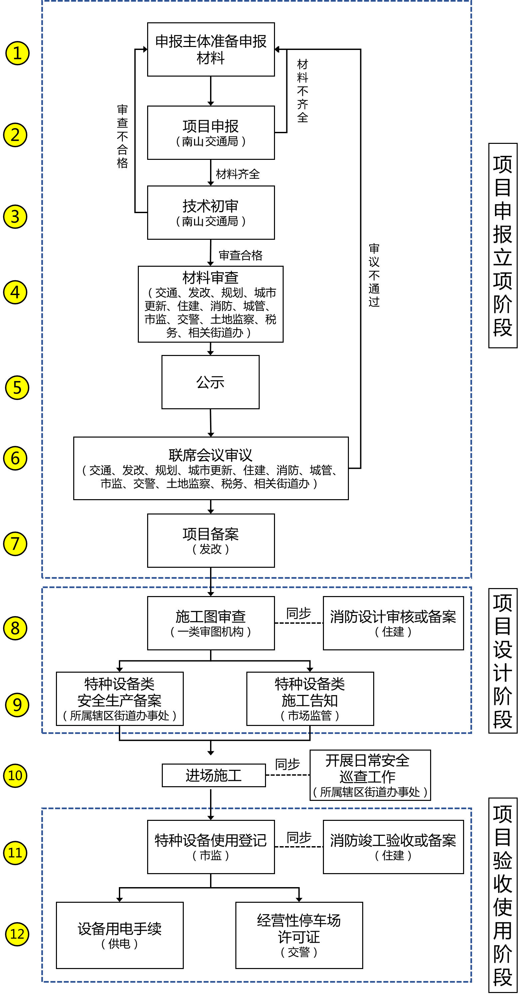 ①
申报主体准备申报
材料
材料不齐全
审查不合格
②
项目申报
（南山交通局）
材料齐全
③
技术初审
（南山交通局）
审查合格
④
材料审查
（交通、发改、规划、城市
更新、住建、消防、城管、
市监、交警、土地监察、税
务、相关街道办）
审议不通过
项目申报立项阶段
⑤
公示
⑥
联席会议审议
（交通、发改、规划、城市更新、住建、消防、城管、
市监、交警、土地监察、税务、相关街道办）
⑦
项目备案
（发改）
⑧
施工图审查
（一类审图机构）
同步
消防设计审核或备案
（住建）
项目设计阶段
⑨
特种设备类
安全生产备案
（所属辖区街道办事处）
特种设备类
施工告知
（市场监管）
⑩
进场施工
同步
开展日常安全
巡查工作
（所属辖区街道办事处）
⑪
特种设备使用登记
（市监）
同步
消防竣工验收或备案
（住建）
项目验收使用阶段
⑫
设备用电手续
（供电）
经营性停车场
许可证
（交警）